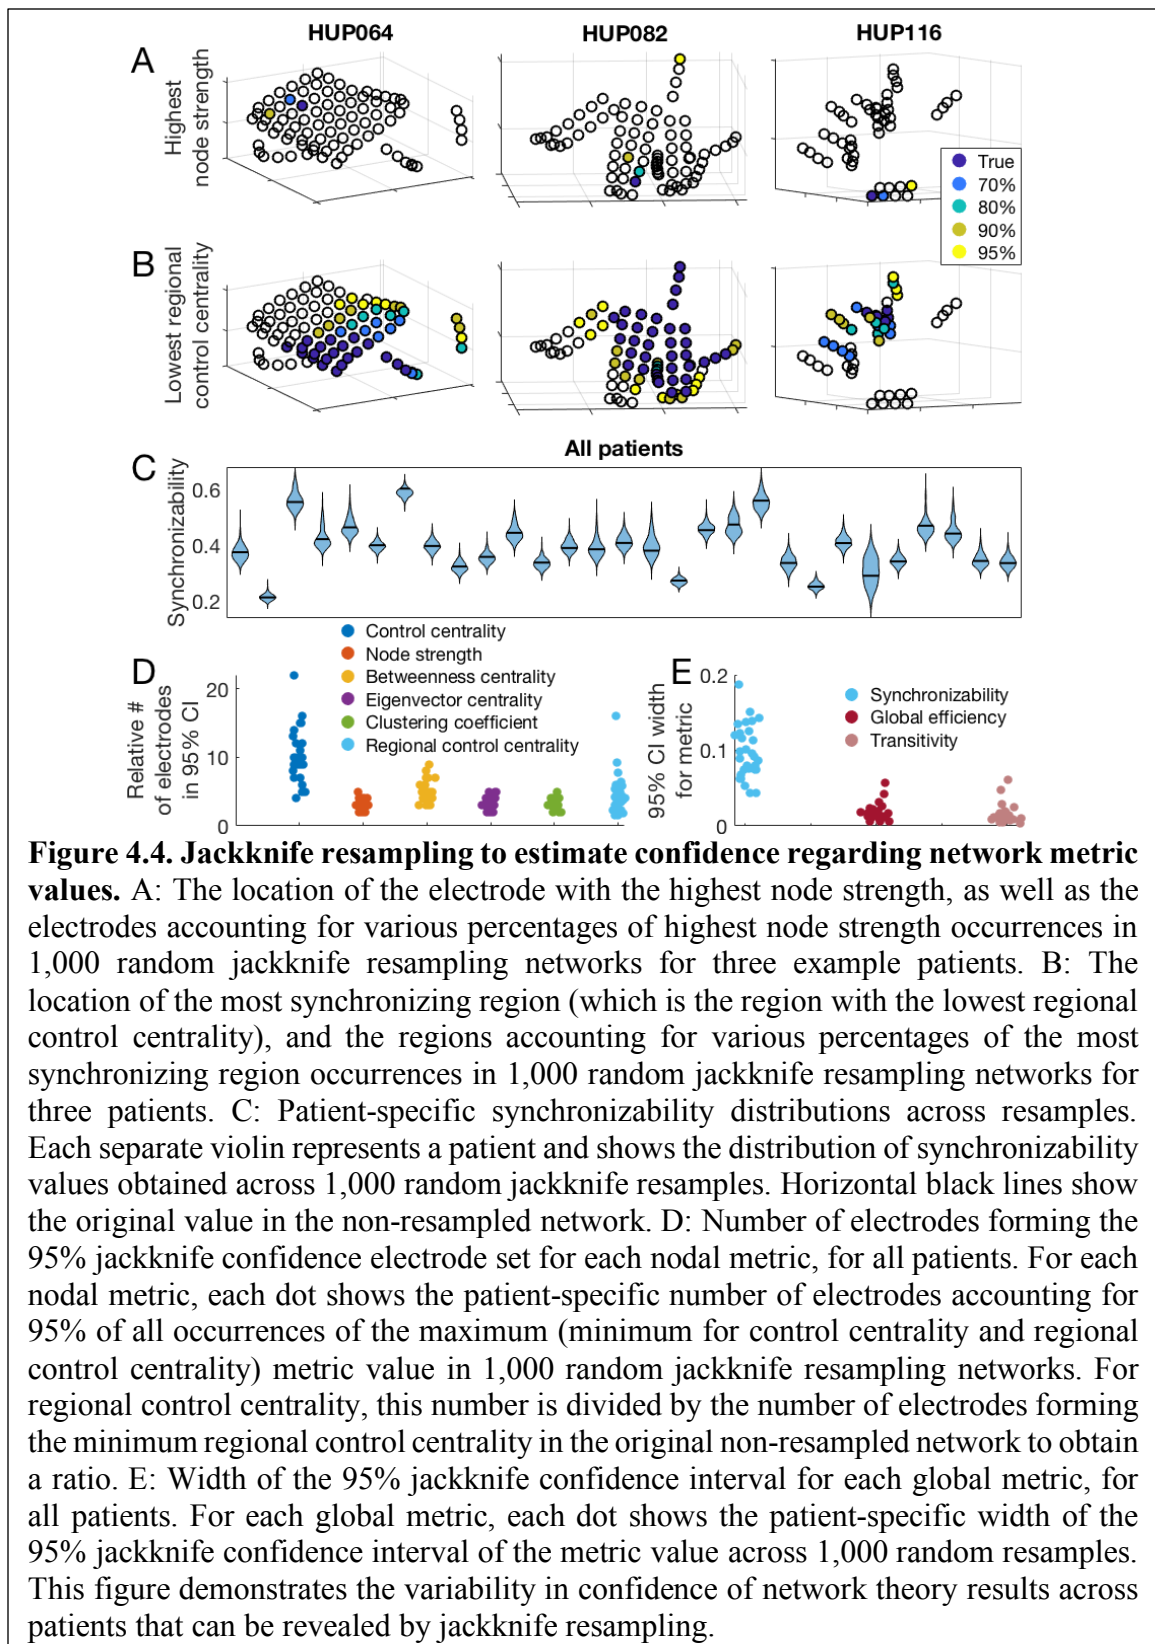 HUP064
HUP082
HUP116
A
Highest
node strength
True
70%
80%
90%
95%
B
Lowest regional
control centrality
All patients
C
Synchronizability
0.6
0.4
0.2
Control centrality
Node strength
Betweenness centrality
Eigenvector centrality
Clustering coefficient
Regional control centrality
D
Relative #
of electrodes
in 95% CI
20
10
0
E
95% CI width
for metric
0.2
0.1
0
Synchronizability
Global efficiency
Transitivity
Figure 4.4. Jackknife resampling to estimate confidence regarding network metric
values. A: The location of the electrode with the highest node strength, as well as the
electrodes accounting for various percentages of highest node strength occurrences in
1,000 random jackknife resampling networks for three example patients. B: The
location of the most synchronizing region (which is the region with the lowest regional
control centrality), and the regions accounting for various percentages of the most
synchronizing region occurrences in 1,000 random jackknife resampling networks for
three patients. C: Patient-specific synchronizability distributions across resamples.
Each separate violin represents a patient and shows the distribution of synchronizability
values obtained across 1,000 random jackknife resamples. Horizontal black lines show
the original value in the non-resampled network. D: Number of electrodes forming the
95% jackknife confidence electrode set for each nodal metric, for all patients. For each
nodal metric, each dot shows the patient-specific number of electrodes accounting for
95% of all occurrences of the maximum (minimum for control centrality and regional
control centrality) metric value in 1,000 random jackknife resampling networks. For
regional control centrality, this number is divided by the number of electrodes forming
the minimum regional control centrality in the original non-resampled network to obtain
a ratio. E: Width of the 95% jackknife confidence interval for each global metric, for
all patients. For each global metric, each dot shows the patient-specific width of the
95% jackknife confidence interval of the metric value across 1,000 random resamples.
This figure demonstrates the variability in confidence of network theory results across
patients that can be revealed by jackknife resampling.